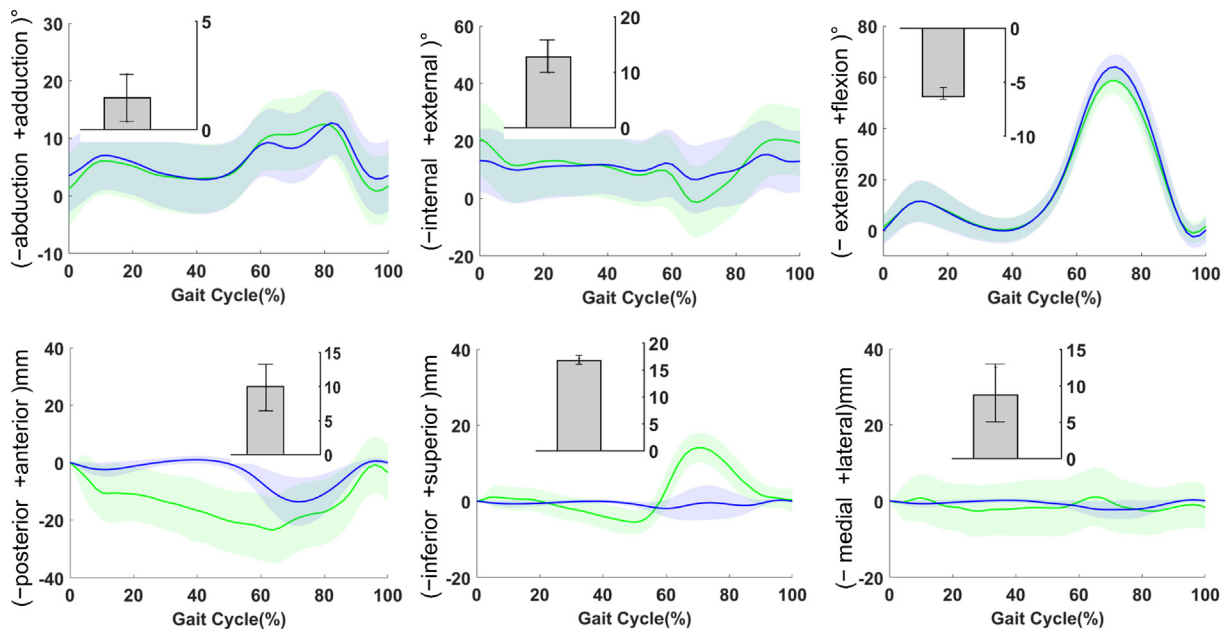 (−abduction +adduction)°
30
20
10
0
-10
5
0
0 20 40 60 80 100
Gait Cycle(%)
(−internal +external )°
60
40
20
0
-20
20
10
0
0 20 40 60 80 100
Gait Cycle(%)
(− extension +flexion)°
80
60
40
20
0
0
-5
-10
0 20 40 60 80 100
Gait Cycle(%)
(−posterior +anterior )mm
40
20
0
-20
-40
15
10
5
0
0 20 40 60 80 100
Gait Cycle(%)
(−inferior +superior )mm
40
20
0
-20
20
15
10
5
0
0 20 40 60 80 100
Gait Cycle(%)
(− medial +lateral)mm
40
20
0
-20
15
10
5
0
0 20 40 60 80 100
Gait Cycle(%)